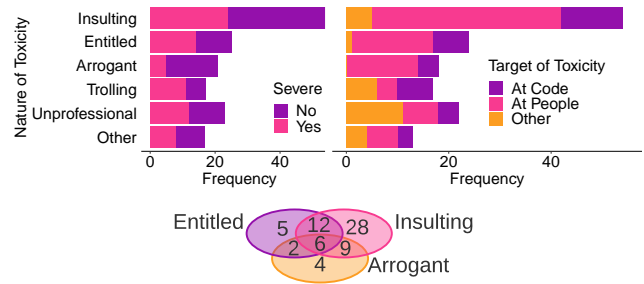 Nature of Toxicity
Insulting
Entitled
Arrogant
Trolling
Unprofessional
Other
Severe
No
Yes
0 20 40
Frequency
Target of Toxicity
At Code
At People
Other
0 20 40
Frequency
Entitled 5 12 28 Insulting
2 6 9
4 Arrogant